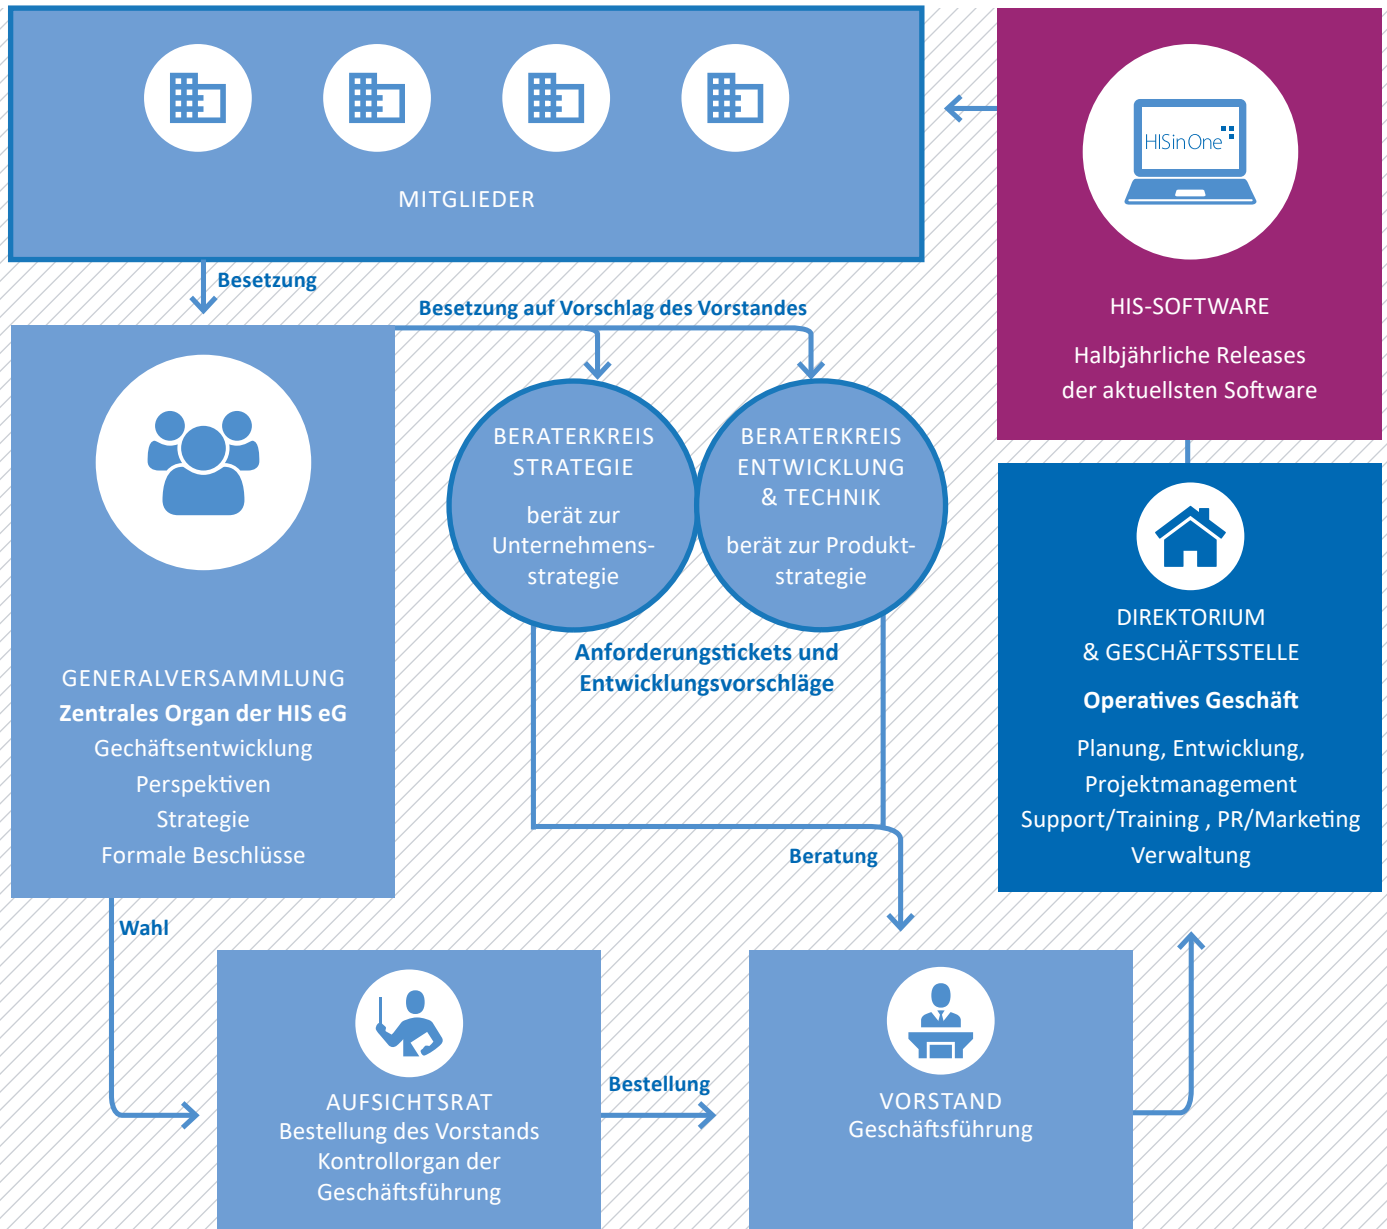 MITGLIEDER
Besetzung
Besetzung auf Vorschlag des Vorstandes
HISinOne
HIS-SOFTWARE
Halbjährliche Releases
der aktuellsten Software
BERATERKREIS
STRATEGIE
berät zur
Unternehmens-
strategie
BERATERKREIS
ENTWICKLUNG
& TECHNIK
berät zur Produkt-
strategie
Anforderungstickets und
Entwicklungsvorschläge
GENERALVERSAMMLUNG
Zentrales Organ der HIS eG
Gechäftsentwicklung
Perspektiven
Strategie
Formale Beschlüsse
DIREKTORIUM
& GESCHÄFTSSTELLE
Operatives Geschäft
Planung, Entwicklung,
Projektmanagement
Support/Training , PR/Marketing
Verwaltung
Beratung
Wahl
AUFSICHTSRAT
Bestellung des Vorstands
Kontrollorgan der
Geschäftsführung
Bestellung
VORSTAND
Geschäftsführung